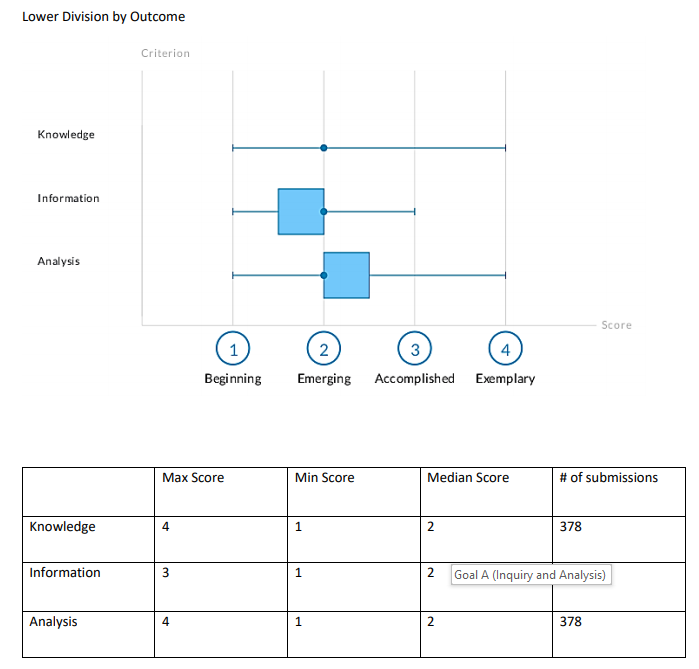 Lower Division by Outcome
Criterion
Knowledge
Information
Analysis
Score
1 2 3 4
Beginning Emerging Accomplished Exemplary
Max Score Min Score Median Score # of submissions
Knowledge 4 1 2 378
Information 3 1 2 Goal A (Inquiry and Analysis)
Analysis 4 1 2 378